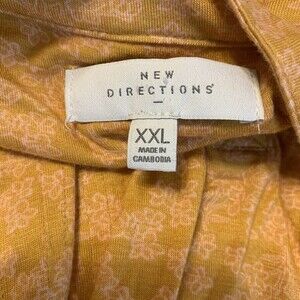 NEW
DIRECTIONS
XXL
MADE IN
CAMBODIA